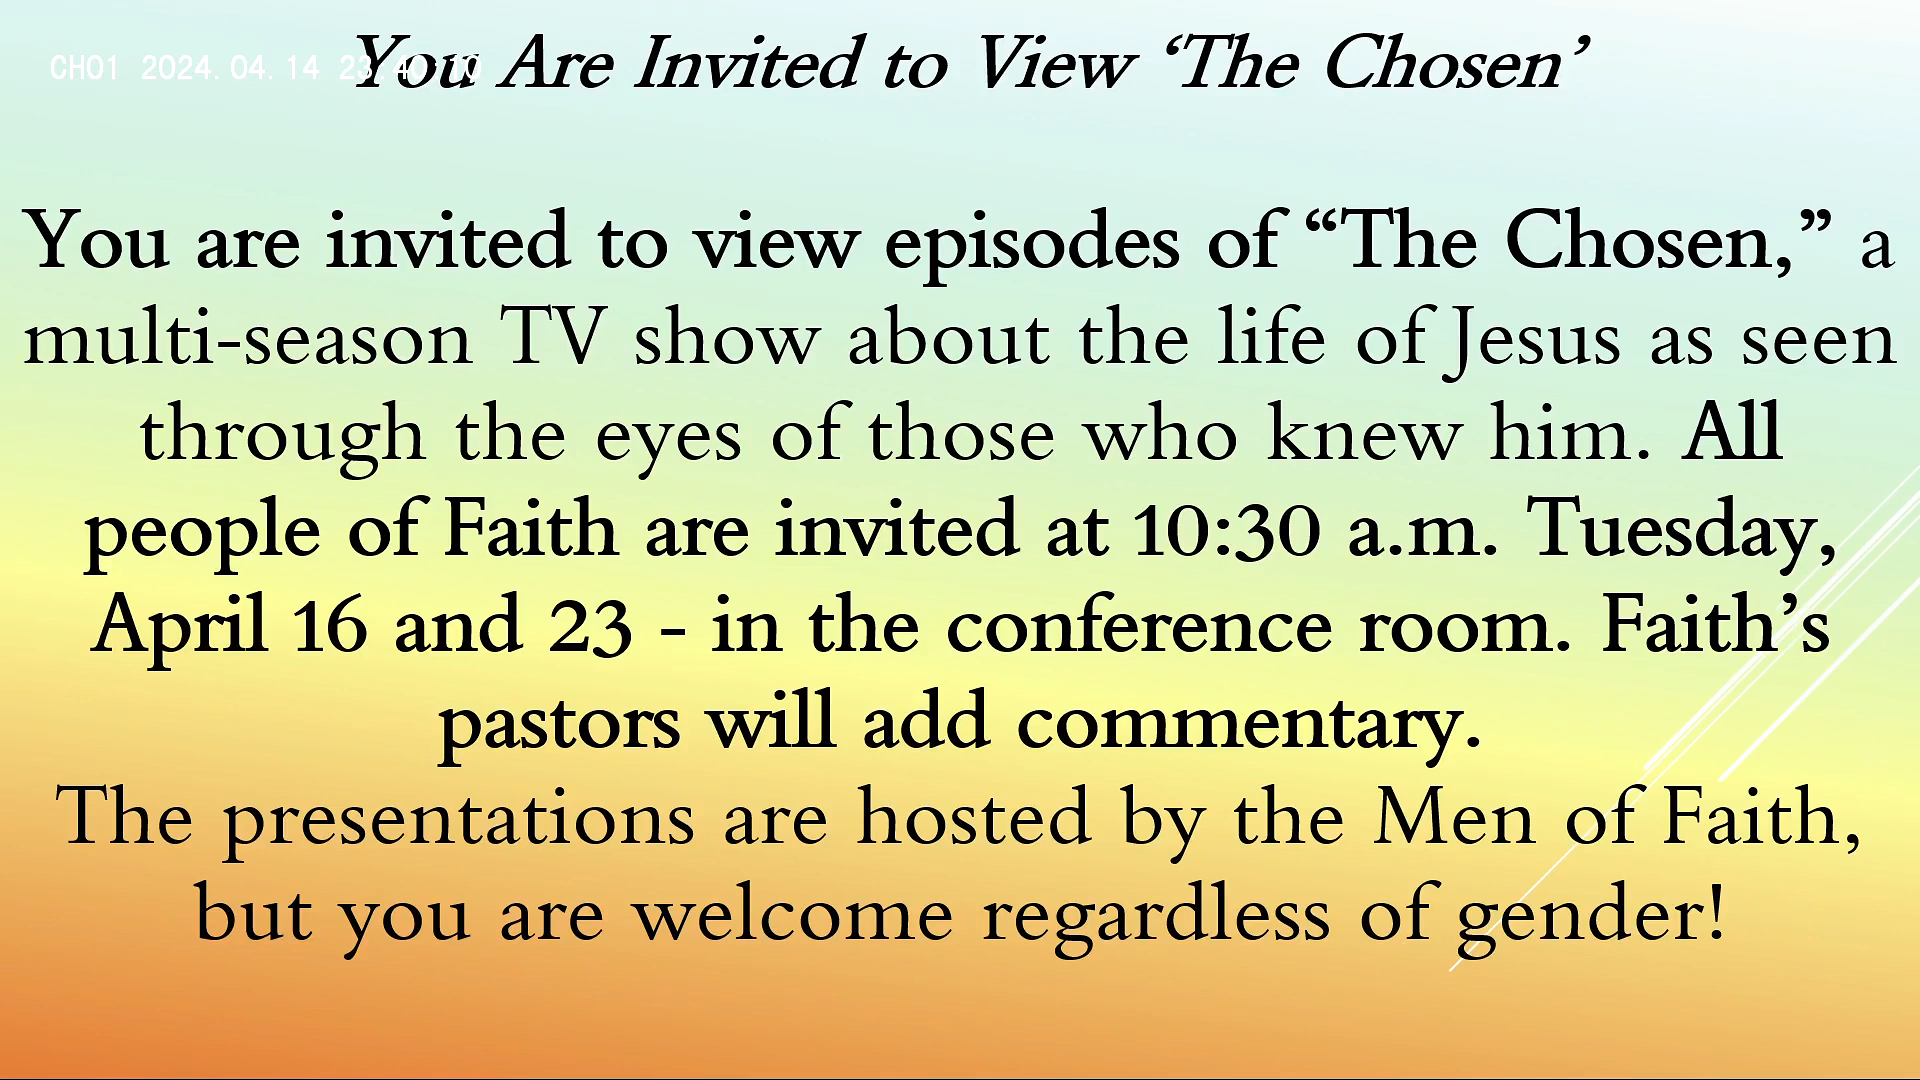 You Are Invited to View ‘The Chosen’
CH01 2024.04.14
You are invited to view episodes of “The Chosen,” a
multi-season TV show about the life of Jesus as seen
through the eyes of those who knew him. All
people of Faith are invited at 10:30 a.m. Tuesday,
April 16 and 23 - in the conference room. Faith’s
pastors will add commentary.
The presentations are hosted by the Men of Faith,
but you are welcome regardless of gender!